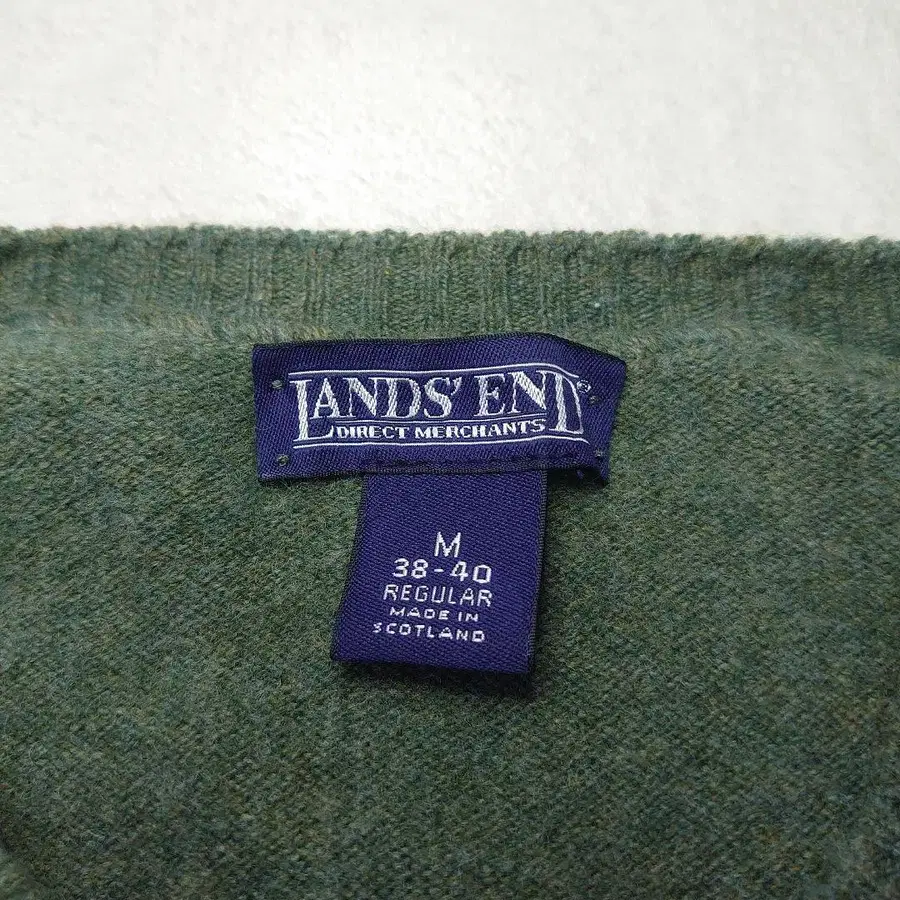 LANDS' END®
DIRECT MERCHANTS
M
38-40
REGULAR
MADE IN
SCOTLAND